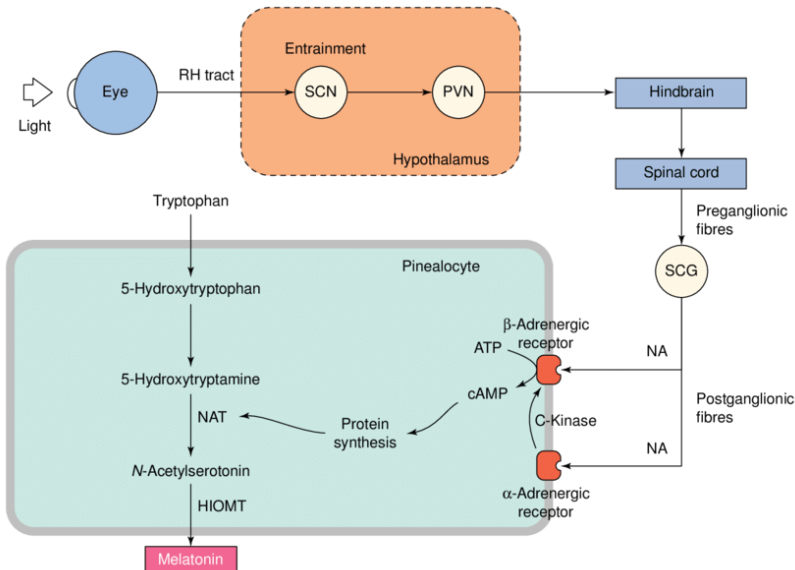 Light
Eye
RH tract
Entrainment
SCN
PVN
Hypothalamus
Hindbrain
Spinal cord
Preganglionic
fibres
SCG
NA
Postganglionic
fibres
NA
Tryptophan
Pinealocyte
5-Hydroxytryptophan
5-Hydroxytryptamine
NAT
N-Acetylserotonin
HIOMT
Melatonin
β-Adrenergic
receptor
ATP
cAMP
C-Kinase
Protein
synthesis
α-Adrenergic
receptor